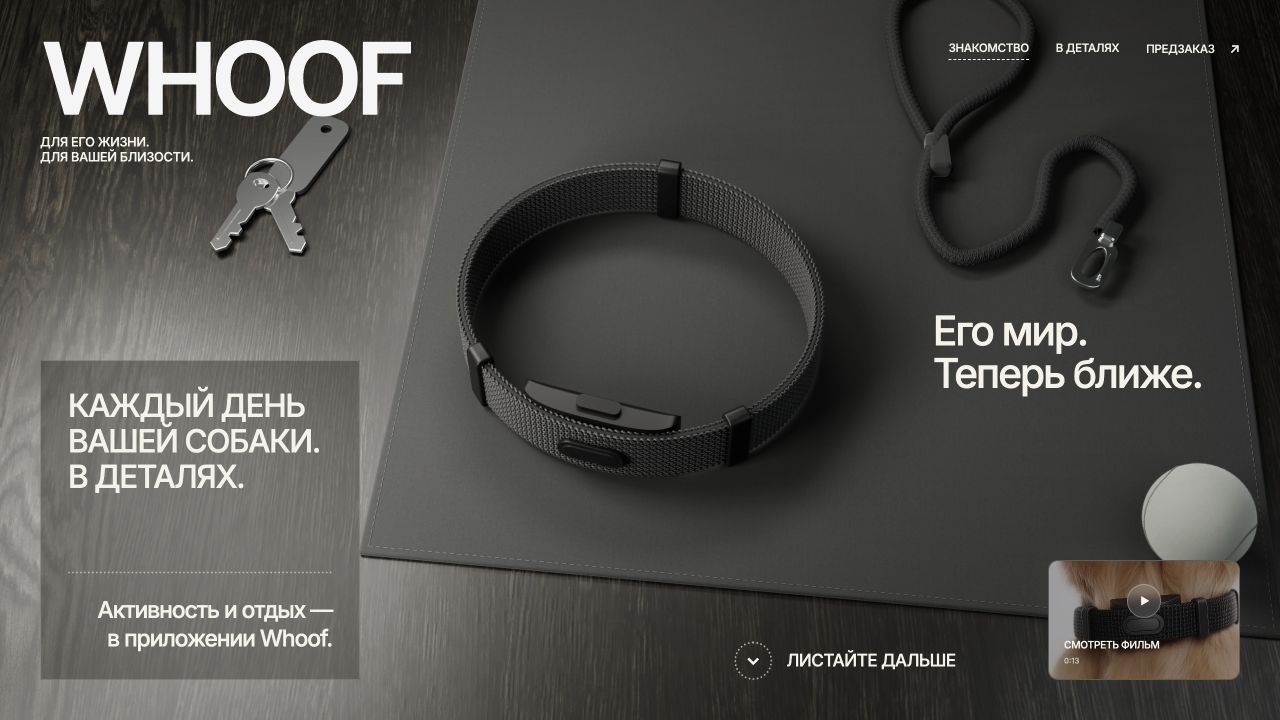 WHOOF
ДЛЯ ЕГО ЖИЗНИ.
ДЛЯ ВАШЕЙ БЛИЗОСТИ.
ЗНАКОМСТВО
В ДЕТАЛЯХ
ПРЕДЗАКАЗ
Его мир.
Теперь ближе.
КАЖДЫЙ ДЕНЬ
ВАШЕЙ СОБАКИ.
В ДЕТАЛЯХ.
Активность и отдых —
в приложении Whoof.
ЛИСТАЙТЕ ДАЛЬШЕ
СМОТРЕТЬ ФИЛЬМ
0:13